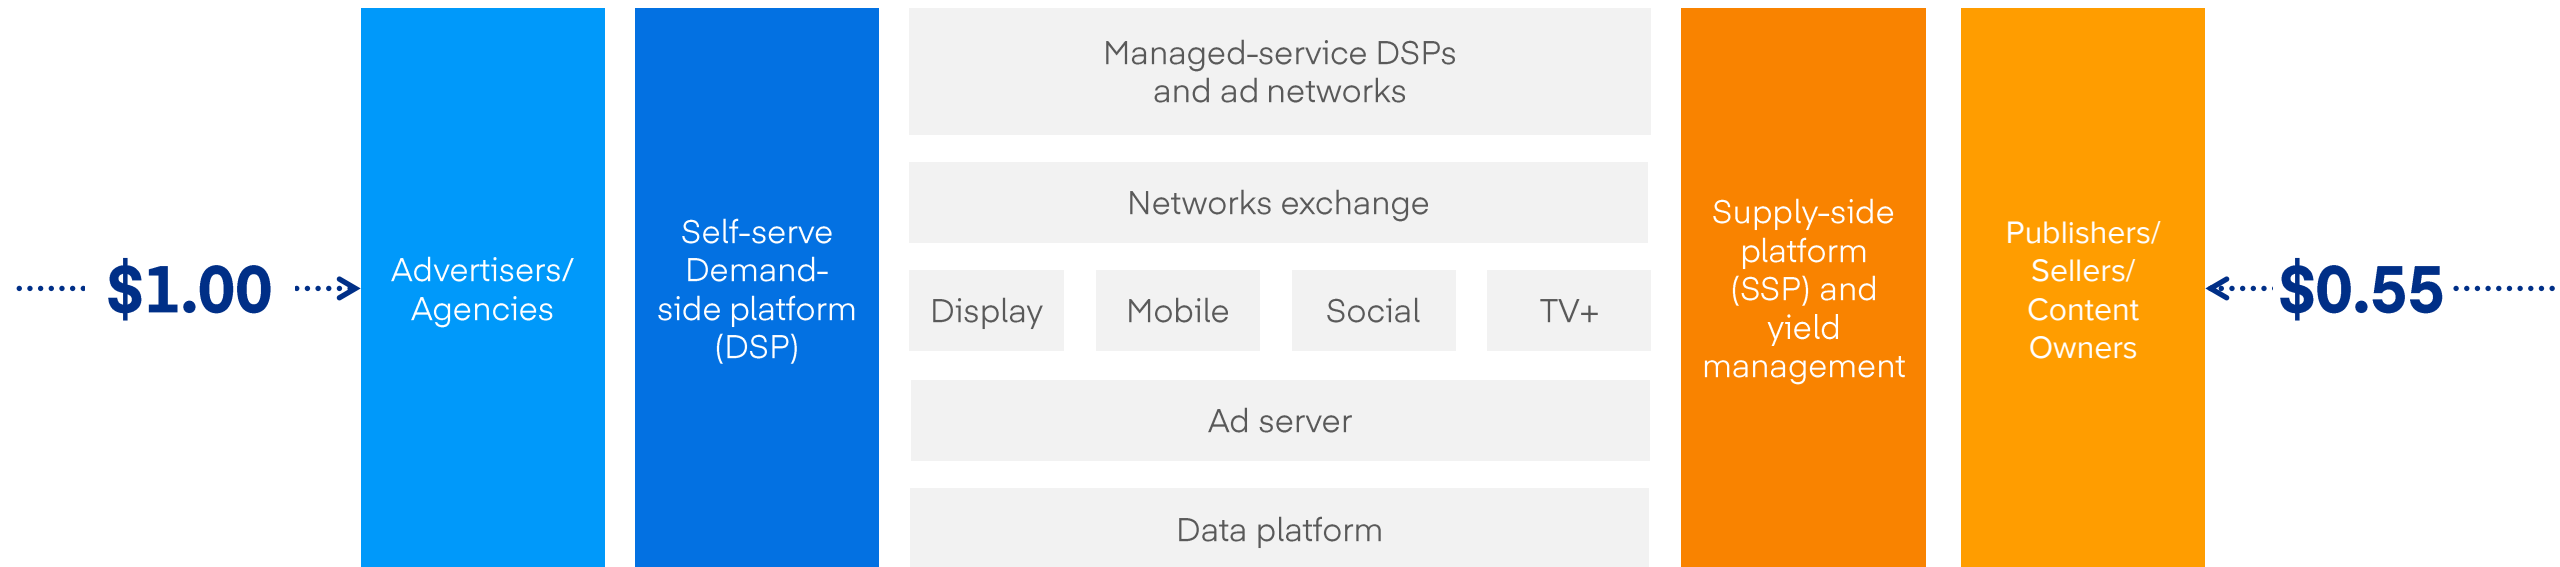 $1.00
Advertisers/
Agencies
Self-serve
Demand-
side platform
(DSP)
Managed-service DSPs
and ad networks
Networks exchange
Display
Mobile
Social
TV+
Ad server
Data platform
Supply-side
platform
(SSP) and
yield
management
Publishers/
Sellers/
Content
Owners
$0.55